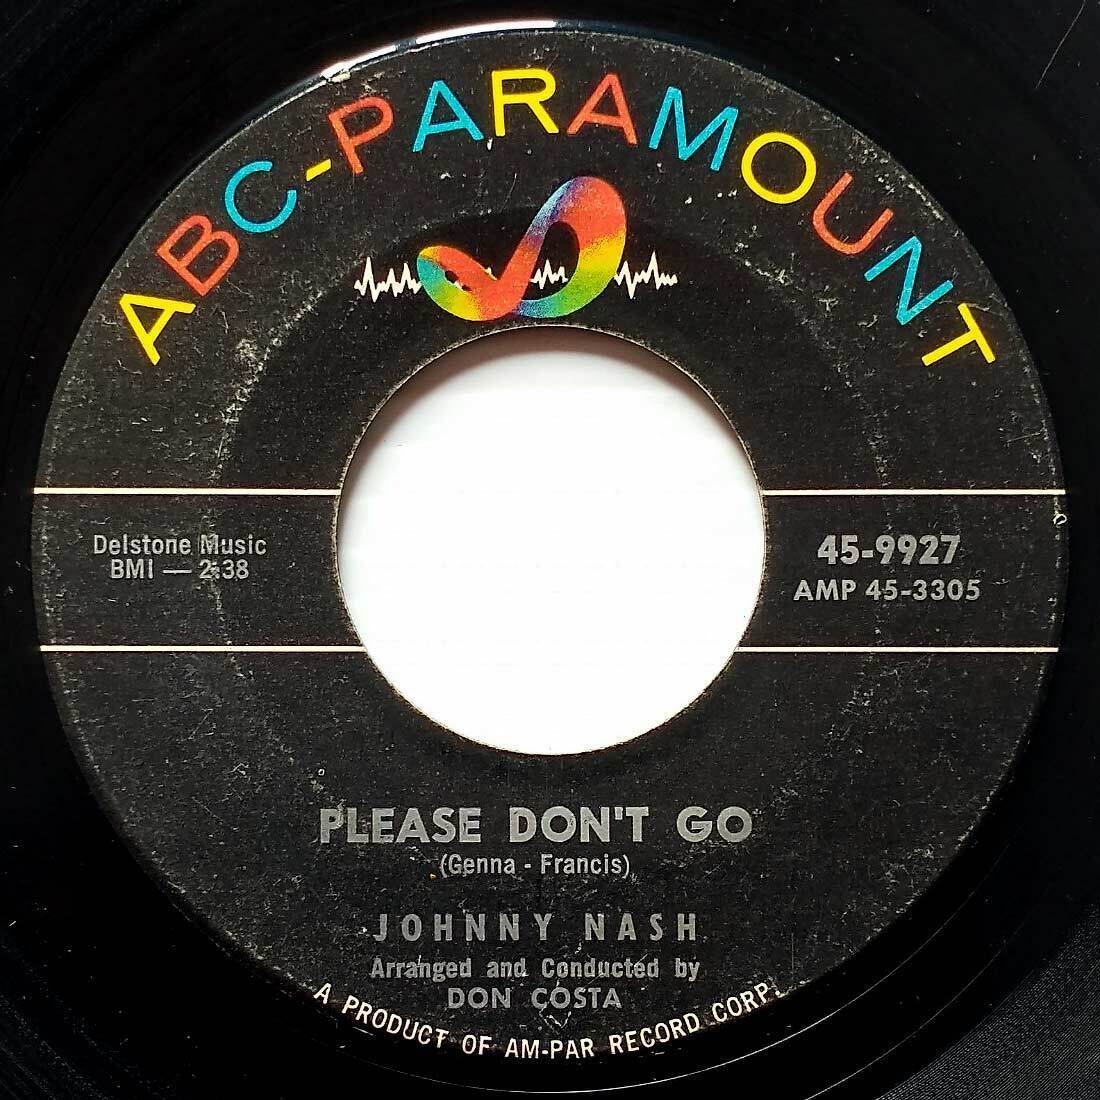 ABC-PARAMOUNT
Delstone Music
BMI — 2:38
45-9927
AMP 45-3305
PLEASE DON'T GO
(Genna - Francis)
JOHNNY NASH
Arranged and Conducted by
DON COSTA
A PRODUCT OF AM-PAR RECORD CORP.